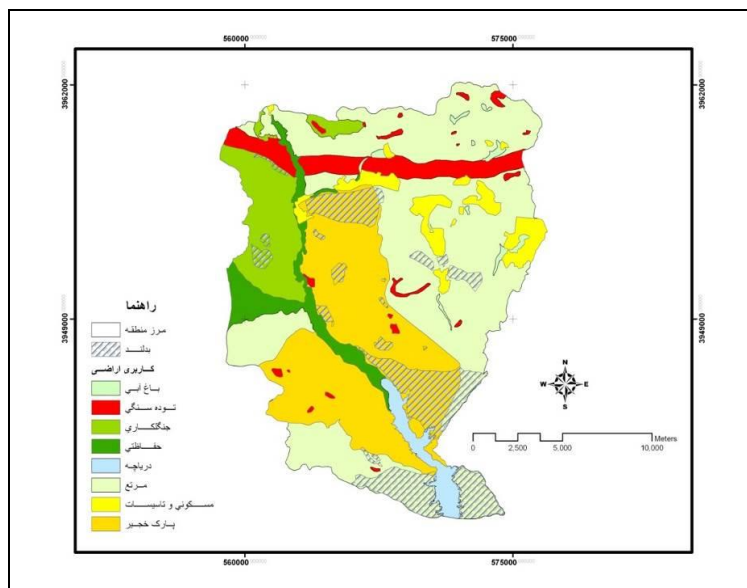 560000 575000
3962000 3962000
راهنما
مرز منطقه
بدلند
3949000 3949000
کاربری اراضی
باغ آبی
توده سنگی
جنگلکاری
حفاظتی
دریاچه
مرتع
مسکونی و تاسیسات
پارک خجیر
N
W E
S
Meters
0 2,500 5,000 10,000
560000 575000